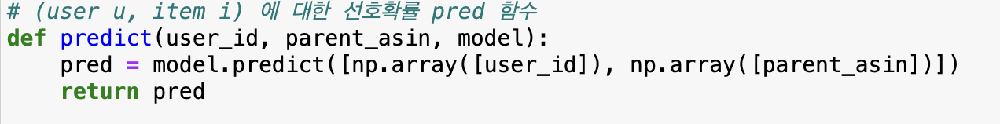 # (user u, item i) 에 대한 선호확률 pred 함수
def predict(user_id, parent_asin, model):
    pred = model.predict([np.array([user_id]), np.array([parent_asin])])
    return pred